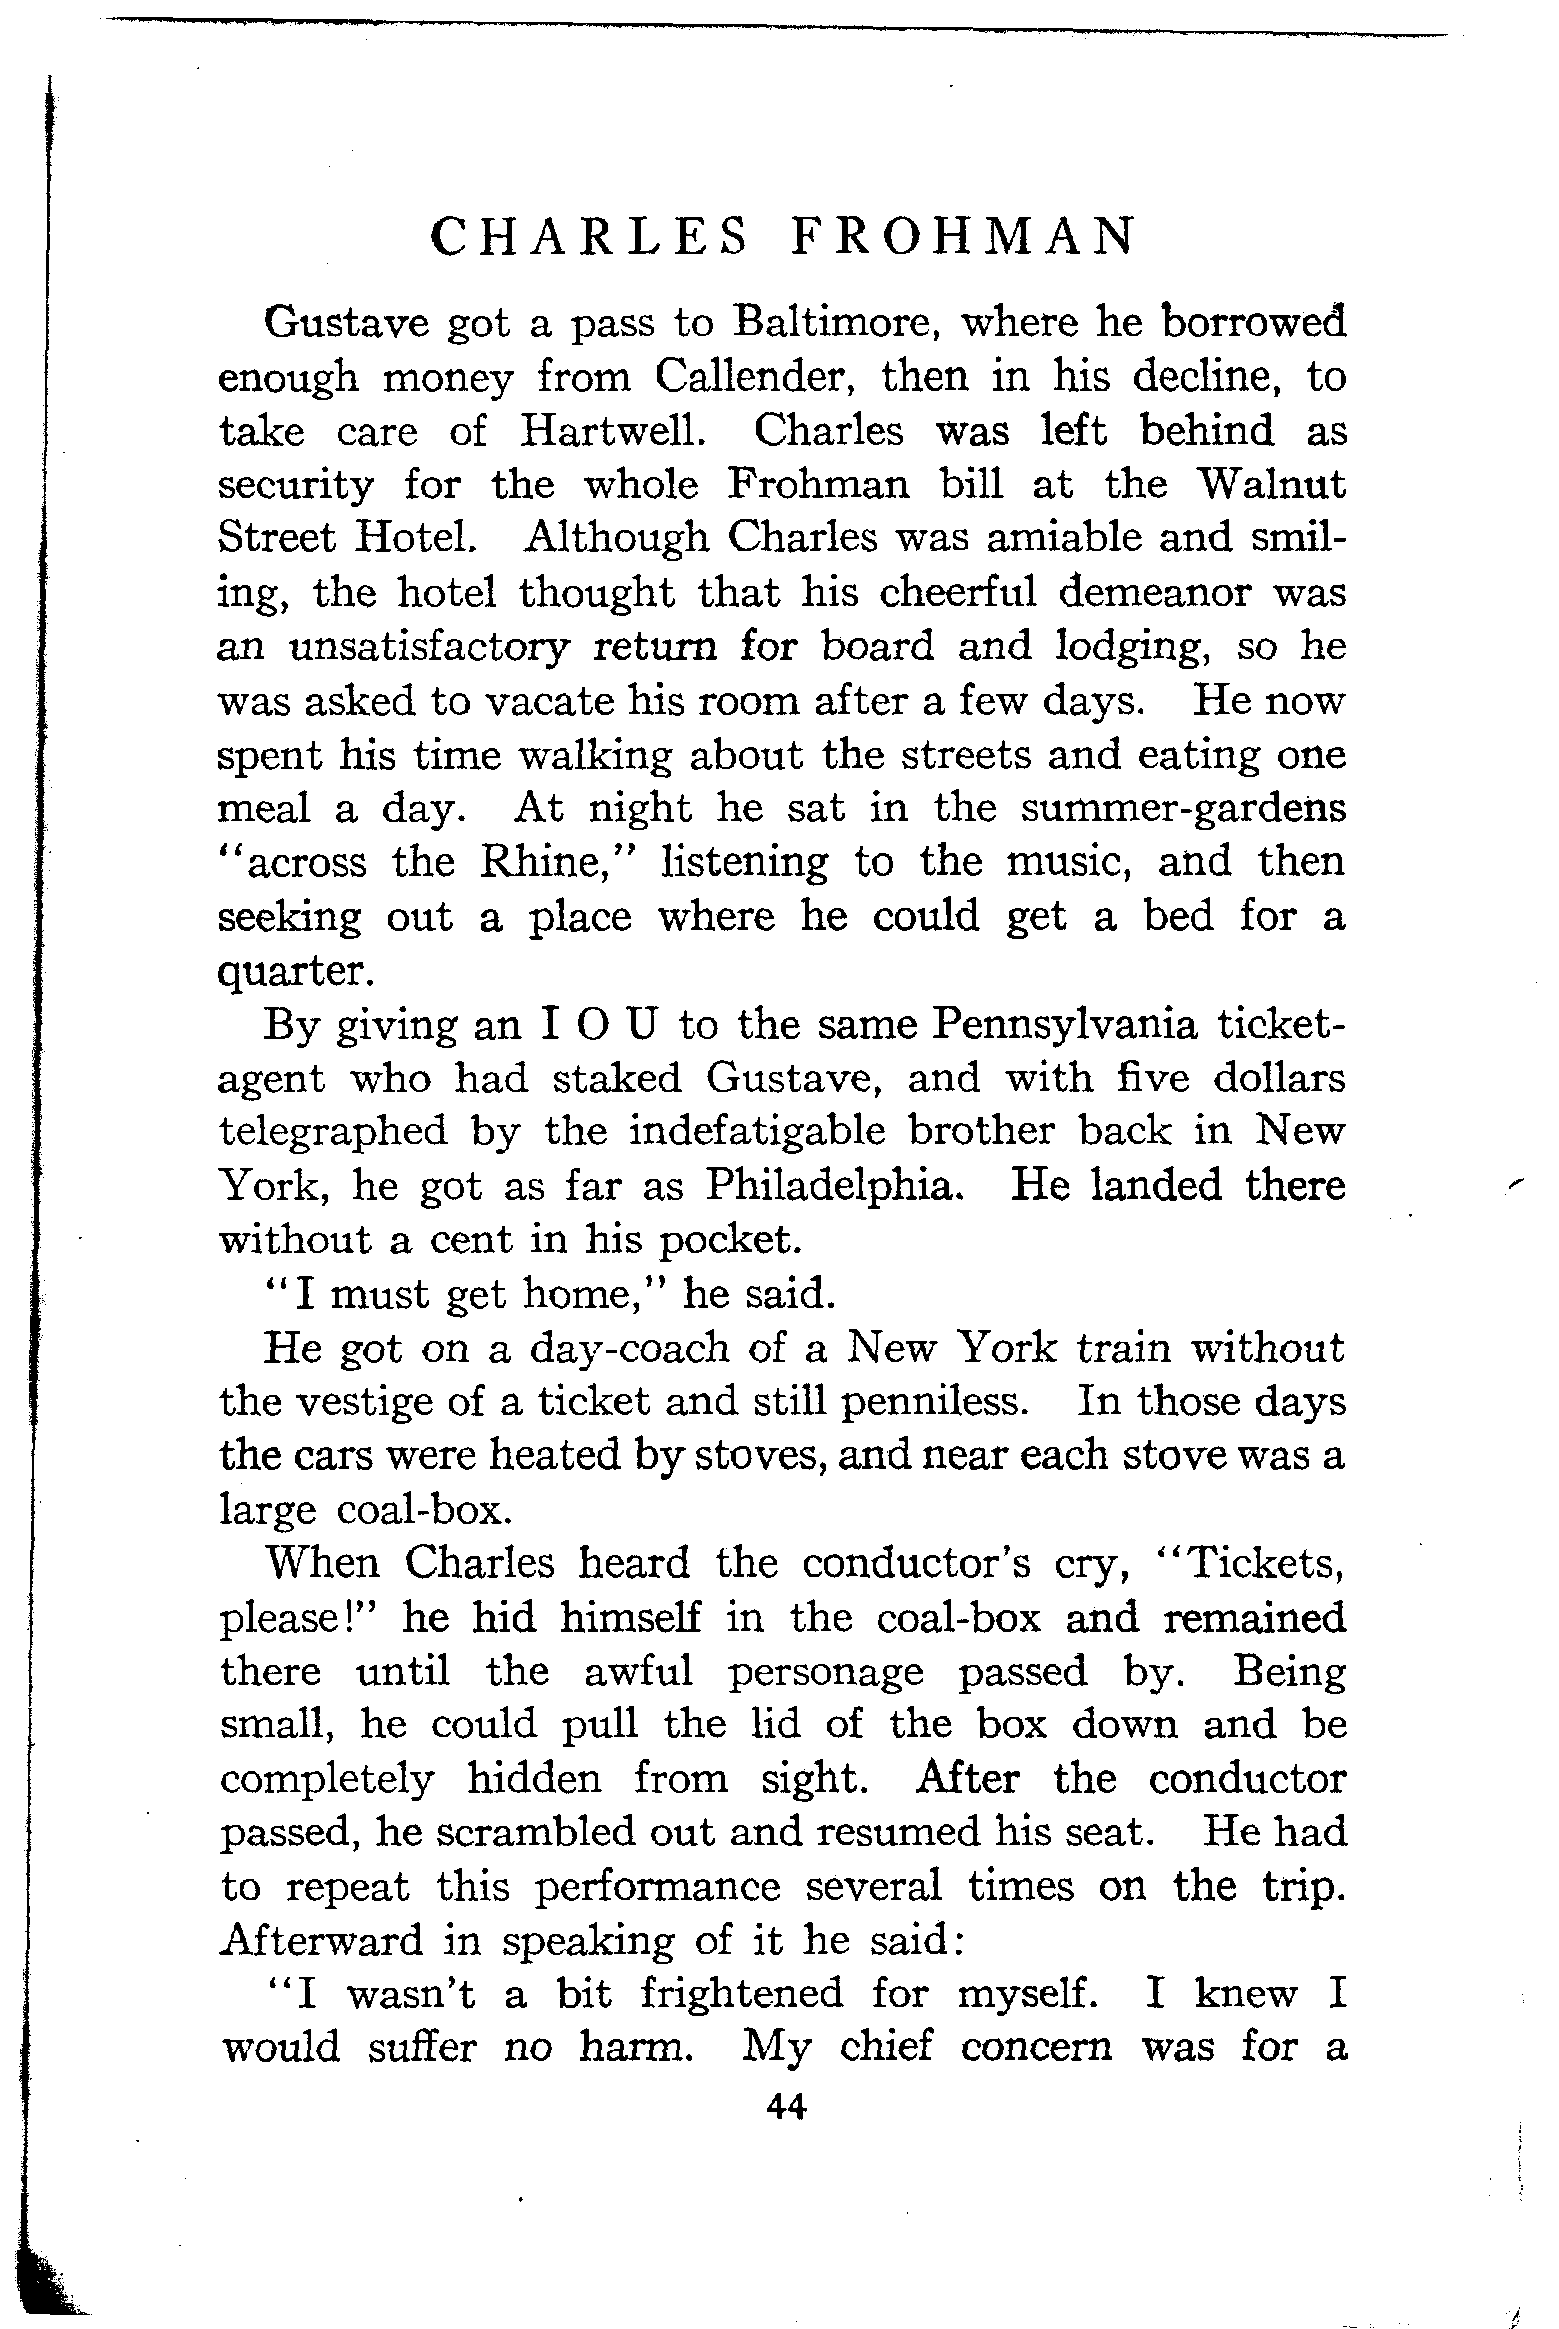 CHARLES FROHMAN
Gustave got a pass to Baltimore, where he borrowed
enough money from Callender, then in his decline, to
take care of Hartwell. Charles was left behind as
security for the whole Frohman bill at the Walnut
Street Hotel. Although Charles was amiable and smil-
ing, the hotel thought that his cheerful demeanor was
an unsatisfactory return for board and lodging, so he
was asked to vacate his room after a few days. He now
spent his time walking about the streets and eating one
meal a day. At night he sat in the summer-gardens
"across the Rhine," listening to the music, and then
seeking out a place where he could get a bed for a
quarter.
By giving an I O U to the same Pennsylvania ticket-
agent who had staked Gustave, and with five dollars
telegraphed by the indefatigable brother back in New
York, he got as far as Philadelphia. He landed there
without a cent in his pocket.
"I must get home," he said.
He got on a day-coach of a New York train without
the vestige of a ticket and still penniless. In those days
the cars were heated by stoves, and near each stove was a
large coal-box.
When Charles heard the conductor's cry, "Tickets,
please!" he hid himself in the coal-box and remained
there until the awful personage passed by. Being
small, he could pull the lid of the box down and be
completely hidden from sight. After the conductor
passed, he scrambled out and resumed his seat. He had
to repeat this performance several times on the trip.
Afterward in speaking of it he said:
"I wasn't a bit frightened for myself. I knew I
would suffer no harm. My chief concern was for a
44